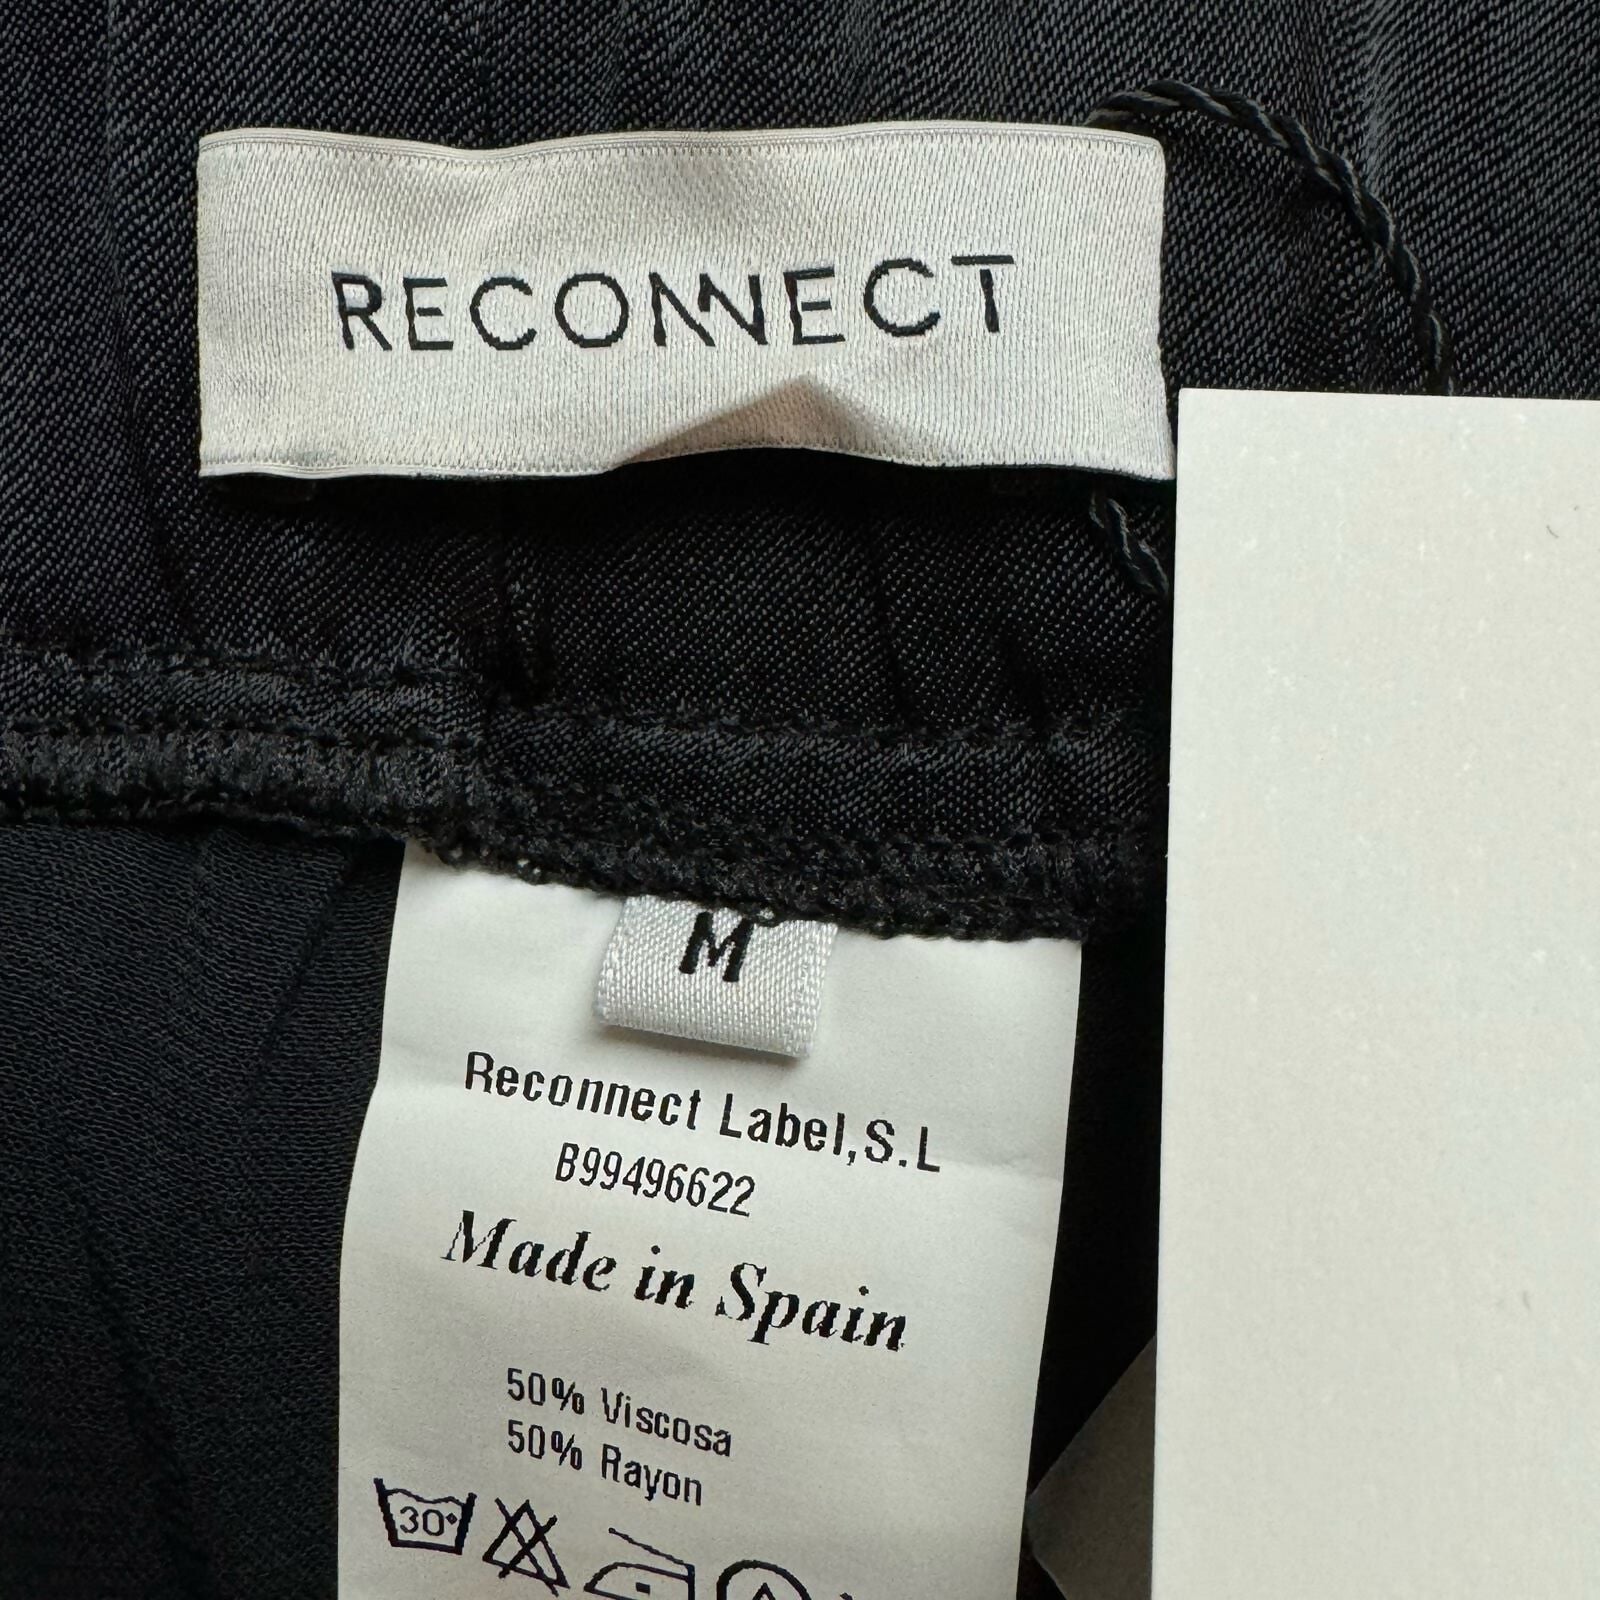 RECONNECT
M
Reconnect Label,S.L
B99496622
Made in Spain
50% Viscosa
50% Rayon
30°